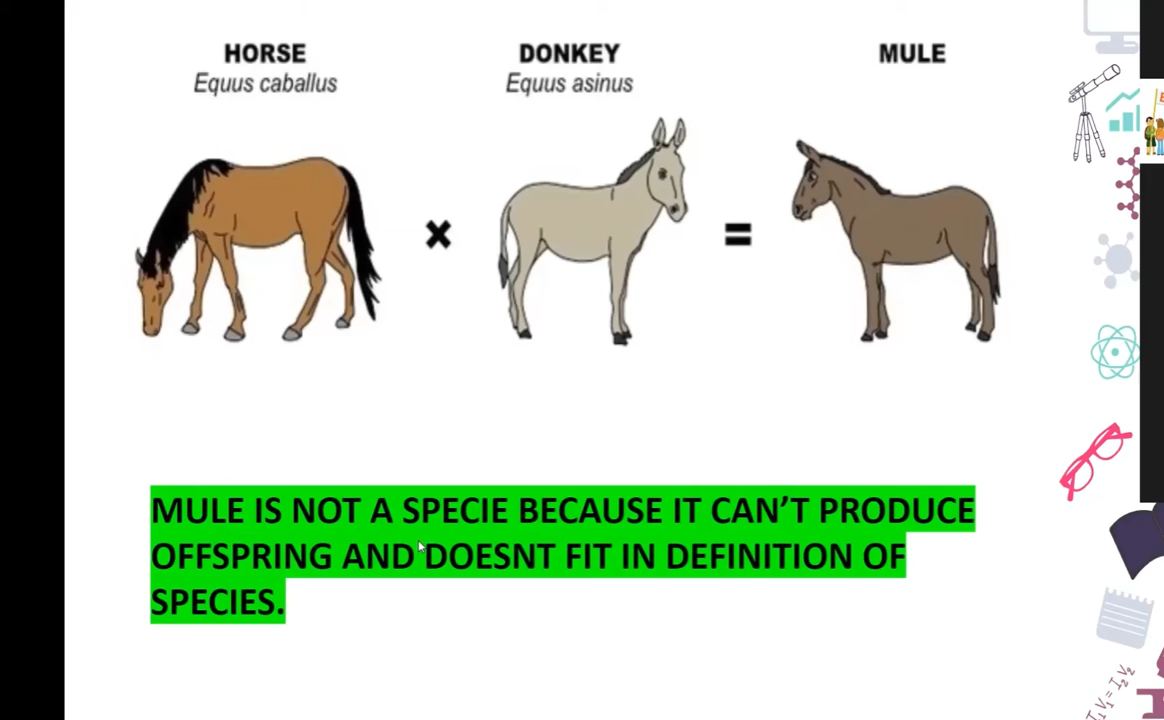 HORSE
Equus caballus
DONKEY
Equus asinus
MULE
MULE IS NOT A SPECIE BECAUSE IT CAN'T PRODUCE
OFFSPRING AND DOESNT FIT IN DEFINITION OF
SPECIES.